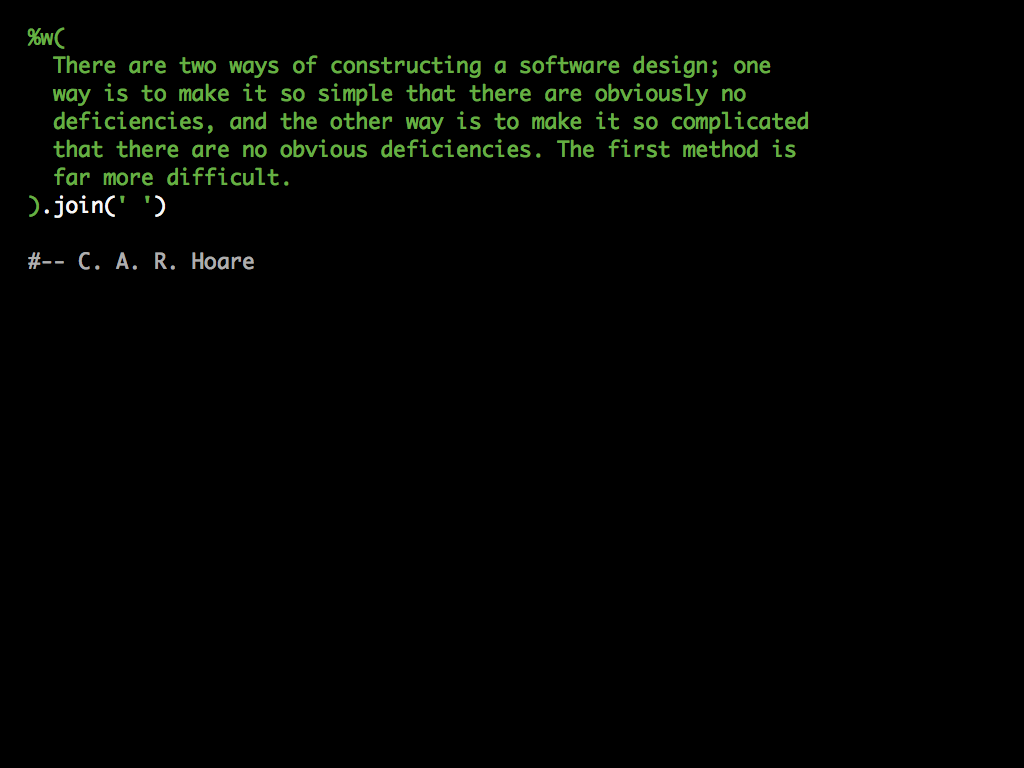 %w(
  There are two ways of constructing a software design; one
  way is to make it so simple that there are obviously no
  deficiencies, and the other way is to make it so complicated
  that there are no obvious deficiencies. The first method is
  far more difficult.
).join(' ')
#-- C. A. R. Hoare